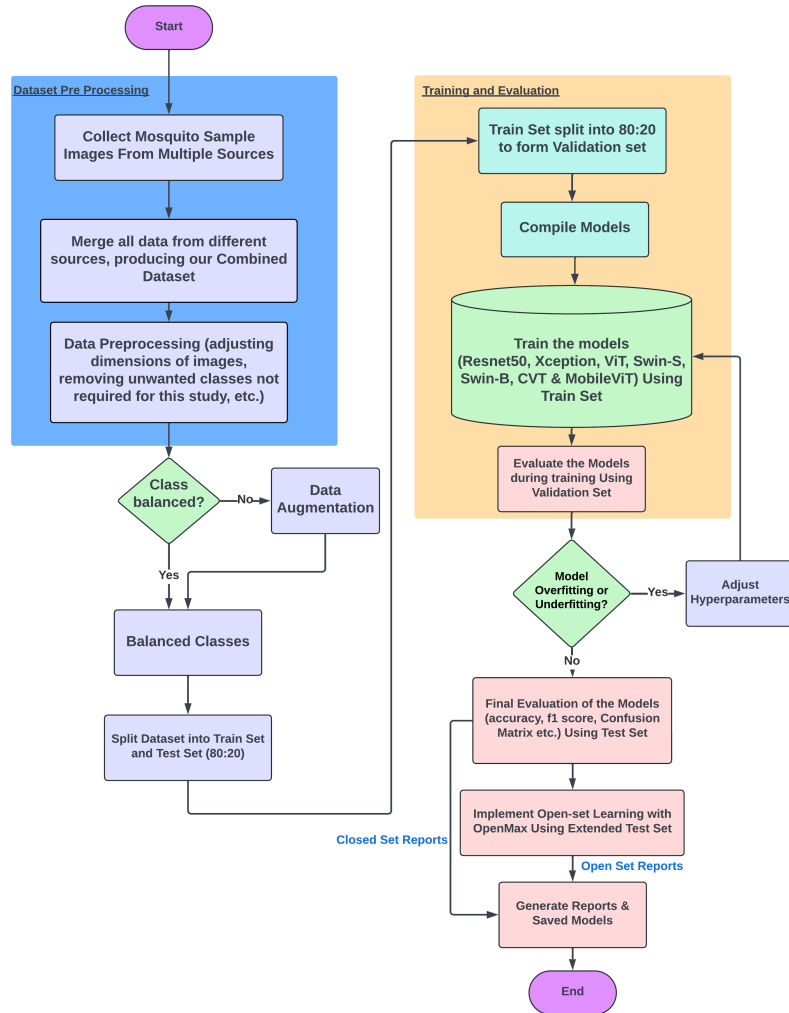 Start
Dataset Pre Processing
Collect Mosquito Sample
Images From Multiple Sources
Merge all data from different
sources, producing our Combined
Dataset
Data Preprocessing (adjusting
dimensions of images,
removing unwanted classes not
required for this study, etc.)
Class
balanced?
No
Data
Augmentation
Yes
Balanced Classes
Split Dataset into Train Set
and Test Set (80:20)
Training and Evaluation
Train Set split into 80:20
to form Validation set
Compile Models
Train the models
(Resnet50, Xception, ViT, Swin-S,
Swin-B, CVT & MobileViT) Using
Train Set
Evaluate the Models
during training Using
Validation Set
Model
Overfitting or
Underfitting?
Yes
Adjust
Hyperparameters
No
Final Evaluation of the Models
(accuracy, f1 score, Confusion
Matrix etc.) Using Test Set
Implement Open-set Learning with
OpenMax Using Extended Test Set
Closed Set Reports
Open Set Reports
Generate Reports &
Saved Models
End